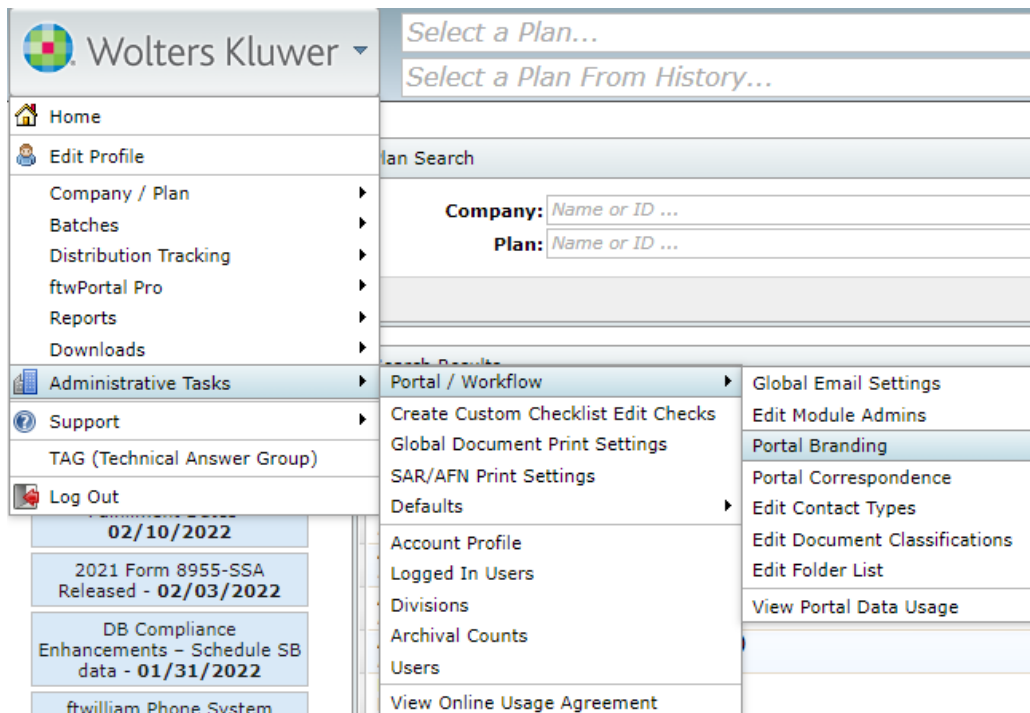 Wolters Kluwer
Select a Plan...
Select a Plan From History...
Home
Edit Profile
Company / Plan
Batches
Distribution Tracking
ftwPortal Pro
Reports
Downloads
Administrative Tasks
Support
TAG (Technical Answer Group)
Log Out
Plan Search
Company: Name or ID ...
Plan: Name or ID ...
Search Results
Portal / Workflow
Create Custom Checklist Edit Checks
Global Document Print Settings
SAR/AFN Print Settings
Defaults
Account Profile
Logged In Users
Divisions
Archival Counts
Users
View Online Usage Agreement
Global Email Settings
Edit Module Admins
Portal Branding
Portal Correspondence
Edit Contact Types
Edit Document Classifications
Edit Folder List
View Portal Data Usage
02/10/2022
2021 Form 8955-SSA
Released - 02/03/2022
DB Compliance
Enhancements – Schedule SB
data - 01/31/2022
ftwilliam Phone System